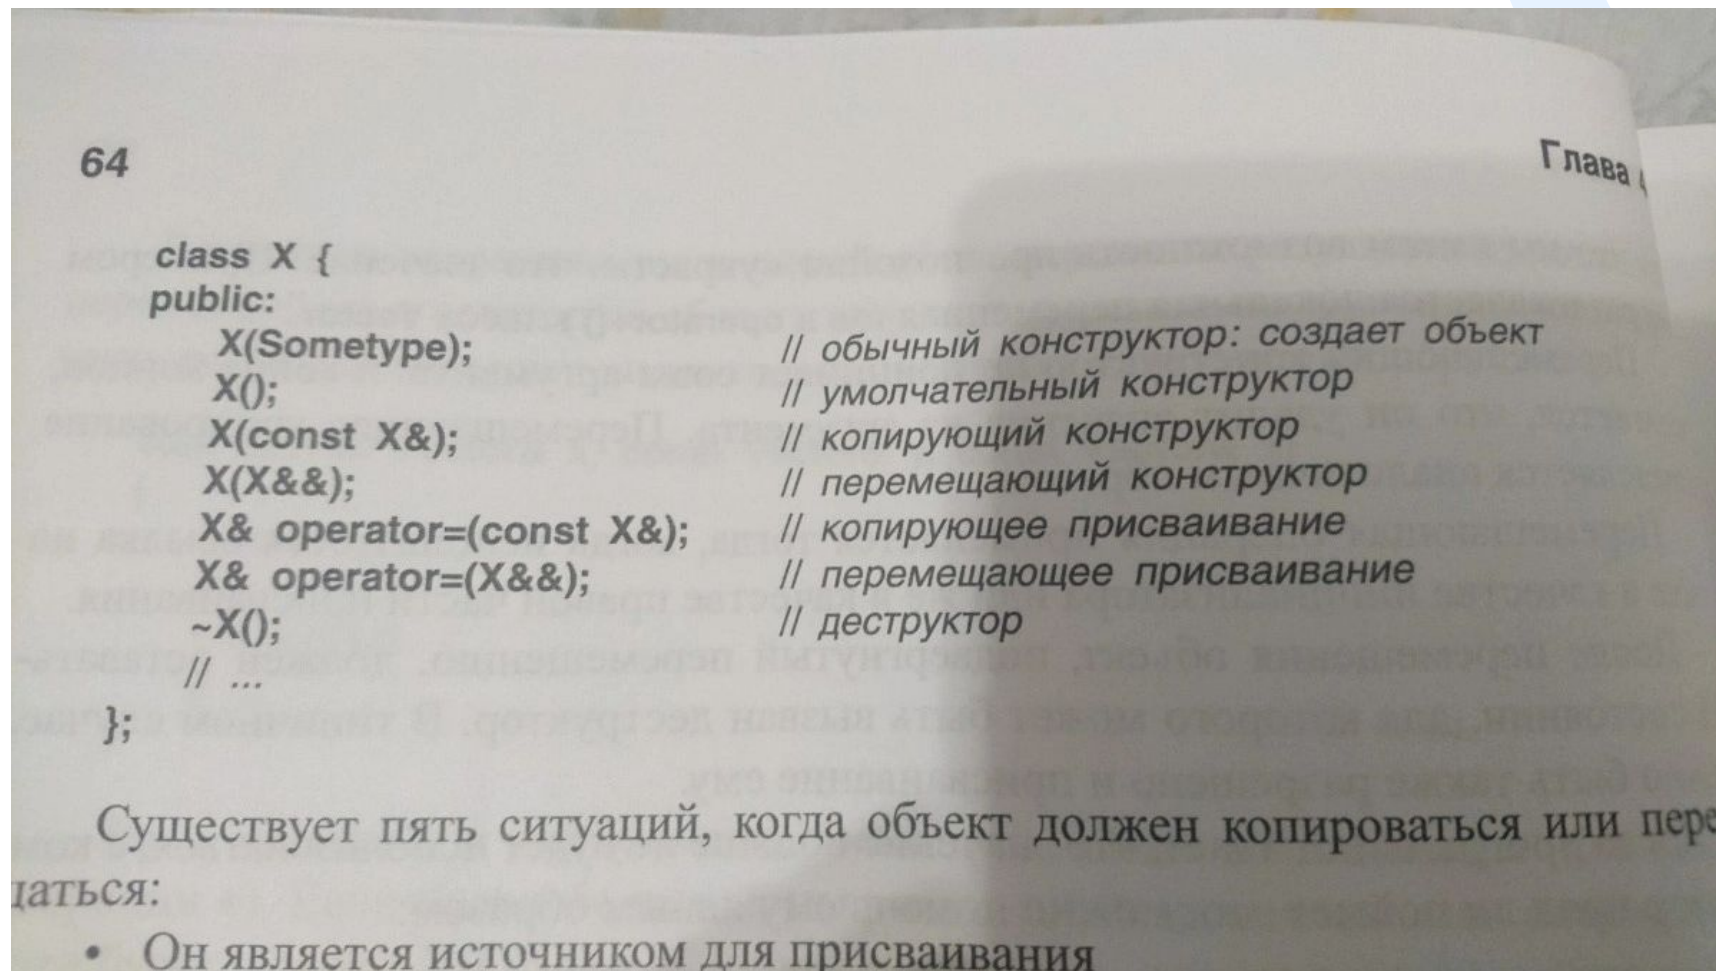 64
Глава
class X {
public:
X(Sometype); // обычный конструктор: создает объект
X(); // умолчательный конструктор
X(const X&); // копирующий конструктор
X(X&&); // перемещающий конструктор
X& operator=(const X&); // копирующее присваивание
X& operator=(X&&); // перемещающее присваивание
~X(); // деструктор
// ...
};
Существует пять ситуаций, когда объект должен копироваться или пере
щаться:
• Он является источником для присваивания